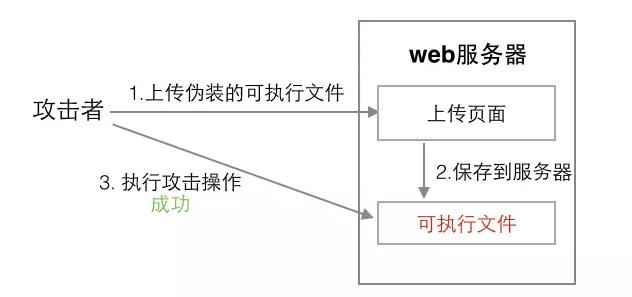 web服务器
1.上传伪装的可执行文件
攻击者
上传页面
2.保存到服务器
3. 执行攻击操作
成功
可执行文件